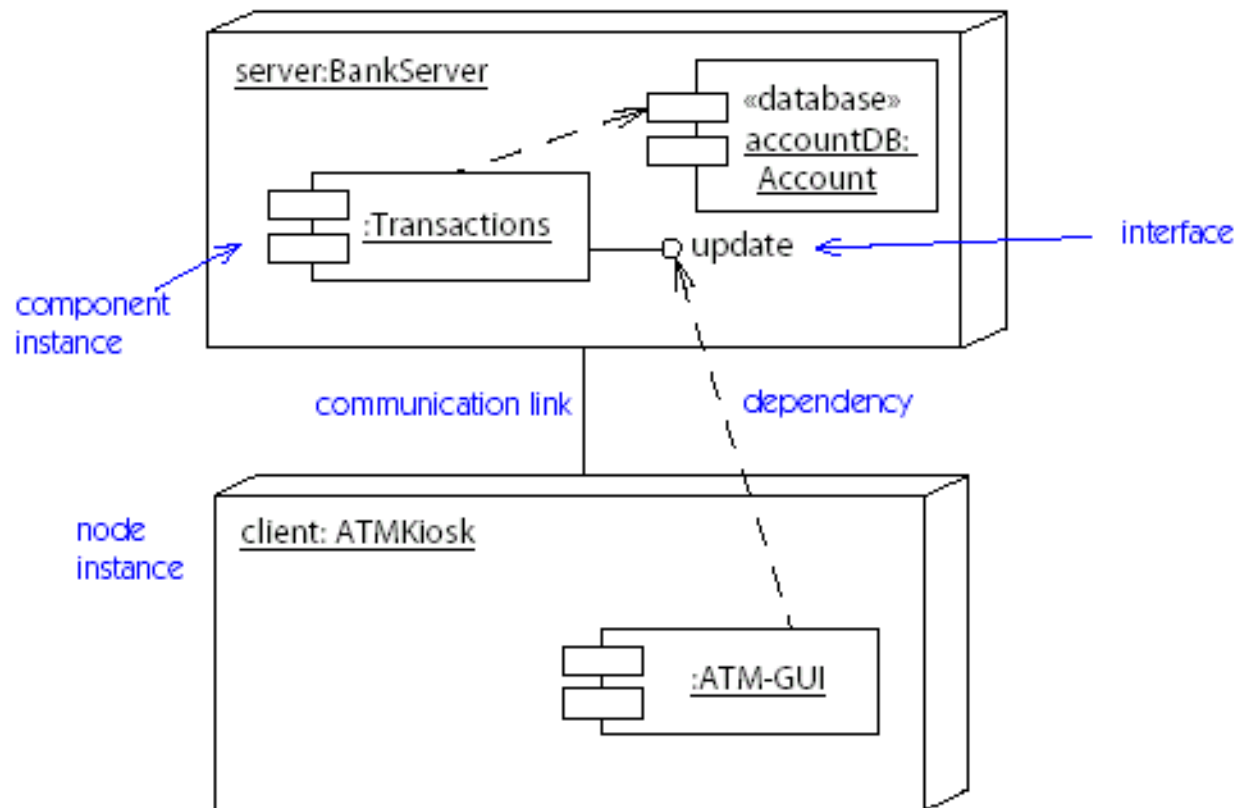 server:BankServer
«database»
accountDB:
Account
:Transactions
update
interface
component
instance
communication link
dependency
node
instance
client: ATMKiosk
:ATM-GUI